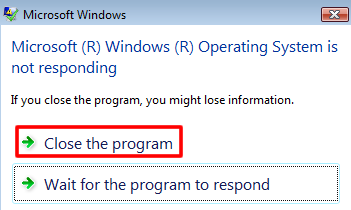 Microsoft Windows
Microsoft (R) Windows (R) Operating System is
not responding
If you close the program, you might lose information.
Close the program
Wait for the program to respond